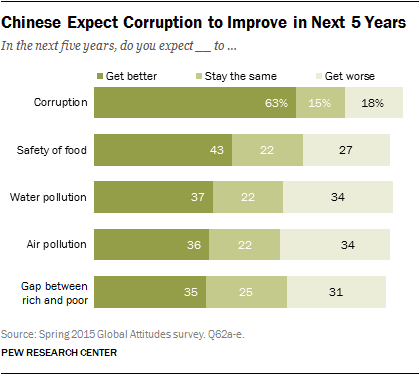 Chinese Expect Corruption to Improve in Next 5 Years
In the next five years, do you expect __ to ...
Get better Stay the same Get worse
Corruption 63% 15% 18%
Safety of food 43 22 27
Water pollution 37 22 34
Air pollution 36 22 34
Gap between
rich and poor 35 25 31
Source: Spring 2015 Global Attitudes survey. Q62a-e.
PEW RESEARCH CENTER